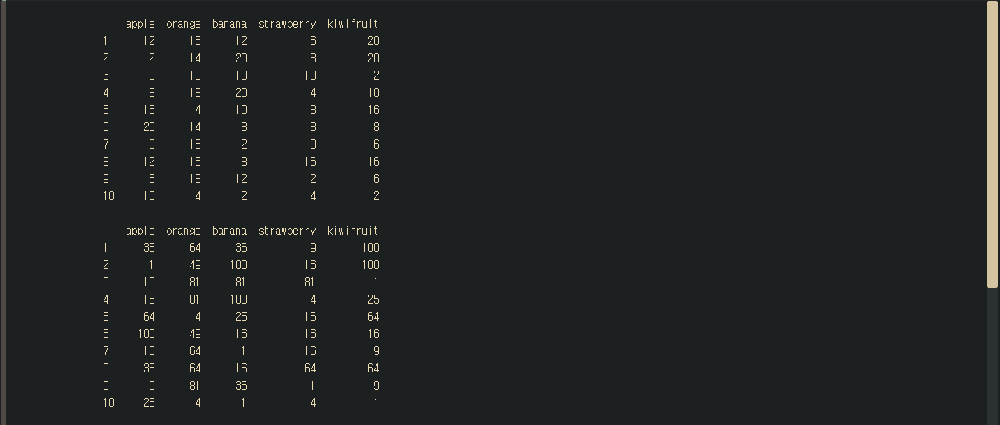 apple orange banana strawberry kiwifruit
1 12 16 12 6 20
2 2 14 20 8 20
3 8 18 18 18 2
4 8 18 20 4 10
5 16 4 10 8 16
6 20 14 8 8 8
7 8 16 2 8 6
8 12 16 8 16 16
9 6 18 12 2 6
10 10 4 2 4 2
apple orange banana strawberry kiwifruit
1 36 64 36 9 100
2 1 49 100 16 100
3 16 81 81 81 1
4 16 81 100 4 25
5 64 4 25 16 64
6 100 49 16 16 16
7 16 64 1 16 9
8 36 64 16 64 64
9 9 81 36 1 9
10 25 4 1 4 1